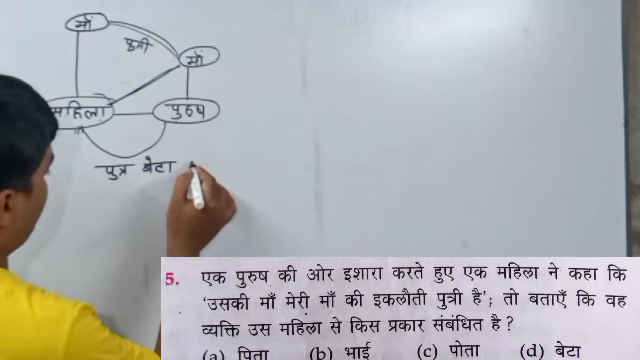 माँ
पुत्री
माँ
महिला
पुरुष
पुत्र बेटा
5. एक पुरुष की ओर इशारा करते हुए एक महिला ने कहा कि
‘उसकी माँ मेरी माँ की इकलौती पुत्री है’; तो बताएँ कि वह
व्यक्ति उस महिला से किस प्रकार संबंधित है ?
(a) पिता (b) भाई (c) पोता (d) बेटा